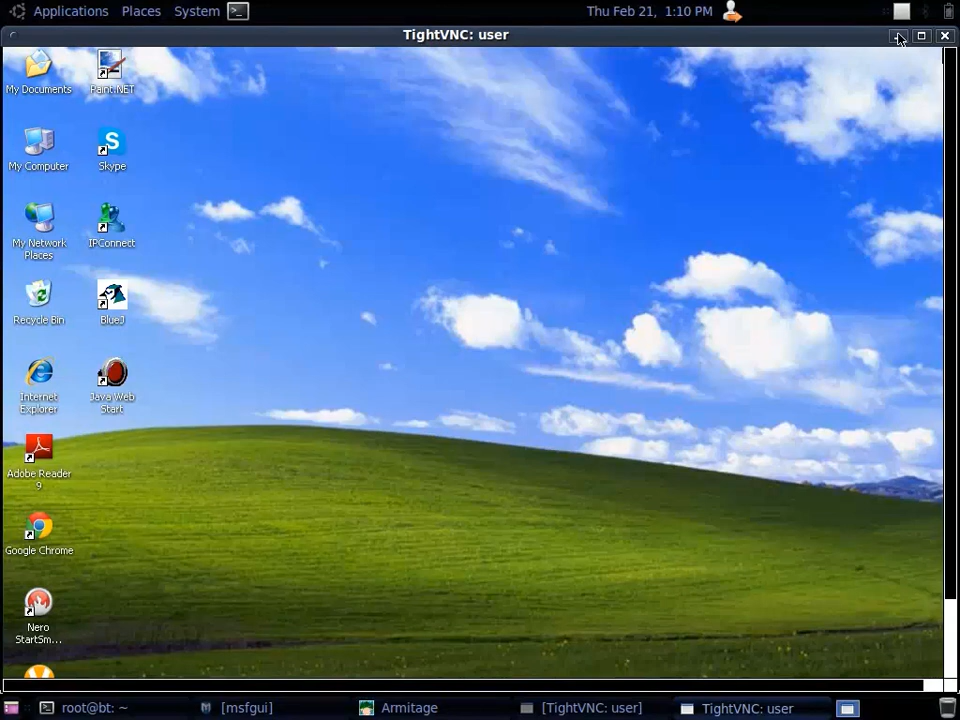 Applications Places System Thu Feb 21, 1:10 PM
TightVNC: user
My Documents
Paint.NET
My Computer
Skype
My Network
Places
IPConnect
Recycle Bin
BlueJ
Internet
Explorer
Java Web
Start
Adobe Reader
9
Google Chrome
Nero
StartSm...
root@bt: ~ [msfgui] Armitage [TightVNC: user] TightVNC: user